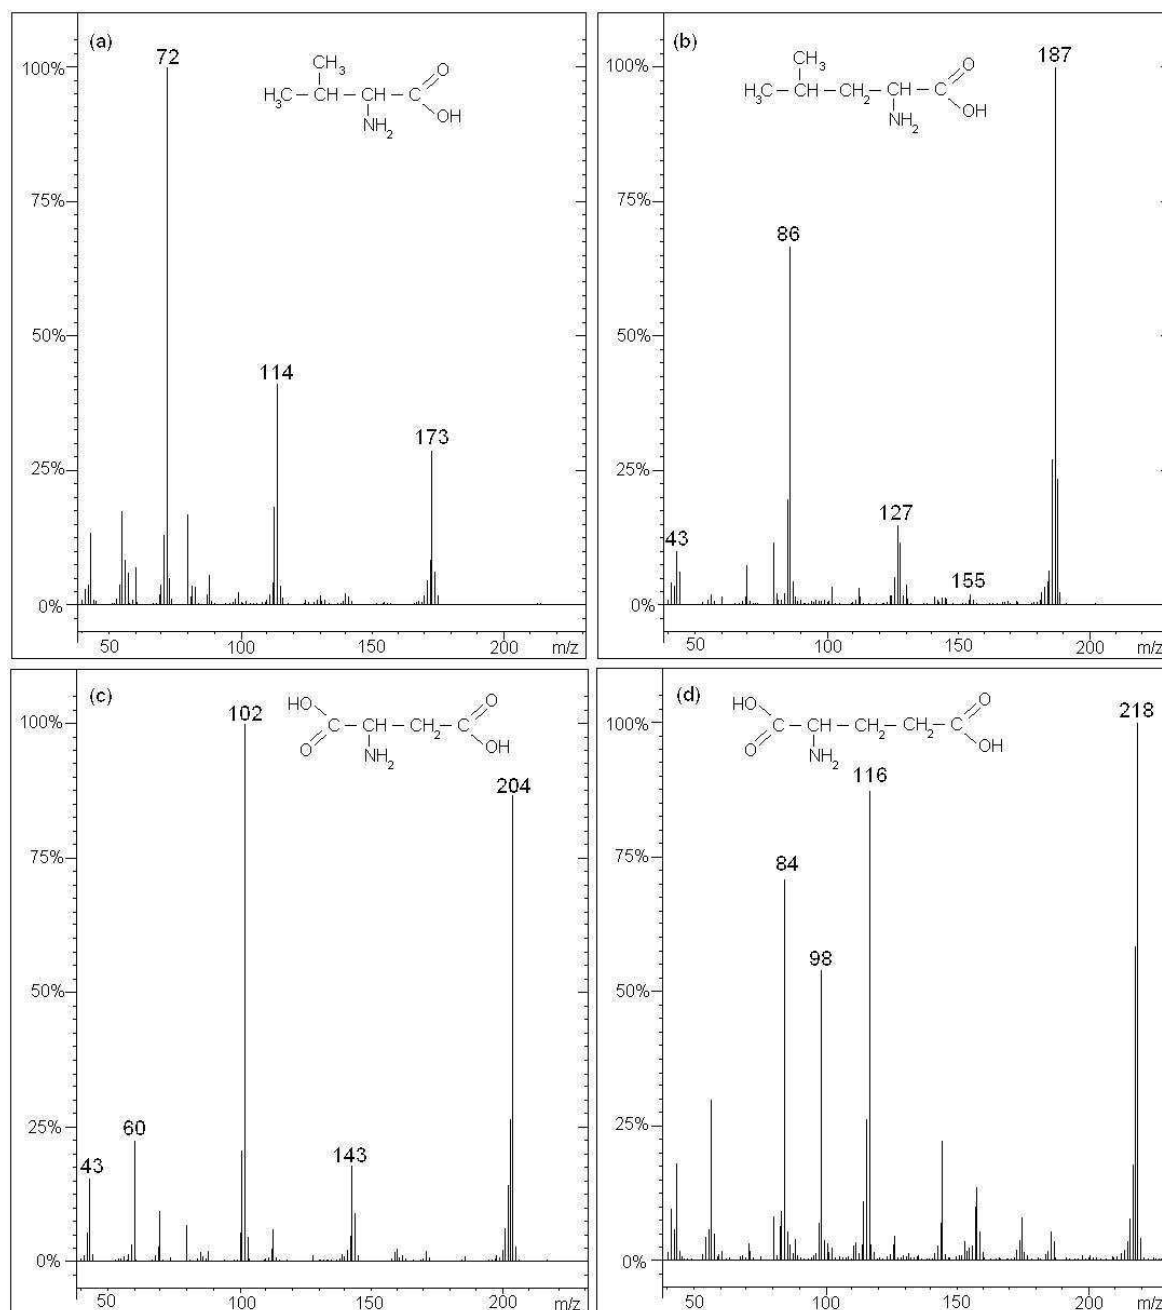 (a)
72
CH3
H3C
CH
CH
C
O
OH
NH2
114
173
100%
75%
50%
25%
0%
50
100
150
200
m/z
(b)
187
CH3
H3C
CH
CH2
CH
C
O
OH
NH2
86
127
43
155
50
100
150
200
m/z
(c)
102
HO
C
CH
CH2
C
O
O
OH
NH2
204
60
43
143
100%
75%
50%
25%
0%
50
100
150
200
m/z
(d)
218
HO
C
CH
CH2
CH2
C
O
O
OH
NH2
116
84
98
100%
75%
50%
25%
0%
50
100
150
200
m/z
100%
75%
50%
25%
0%